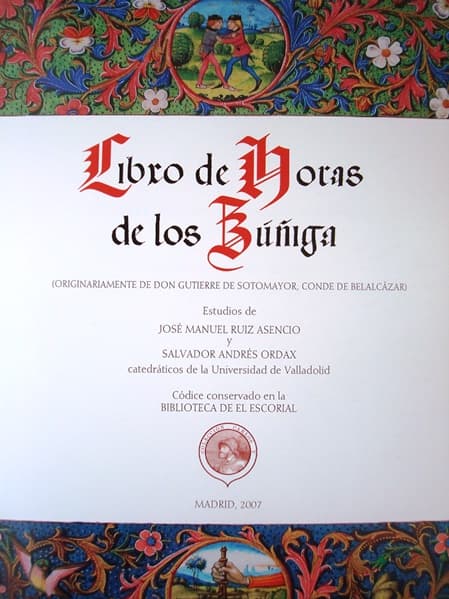 Libro de Horas
de los Zúñiga
(ORIGINARIAMENTE DE DON GUTIERRE DE SOTOMAYOR, CONDE DE BELALCÁZAR)
Estudios de
JOSÉ MANUEL RUIZ ASENCIO
y
SALVADOR ANDRÉS ORDAX
catedráticos de la Universidad de Valladolid
Códice conservado en la
BIBLIOTECA DE EL ESCORIAL
MADRID, 2007